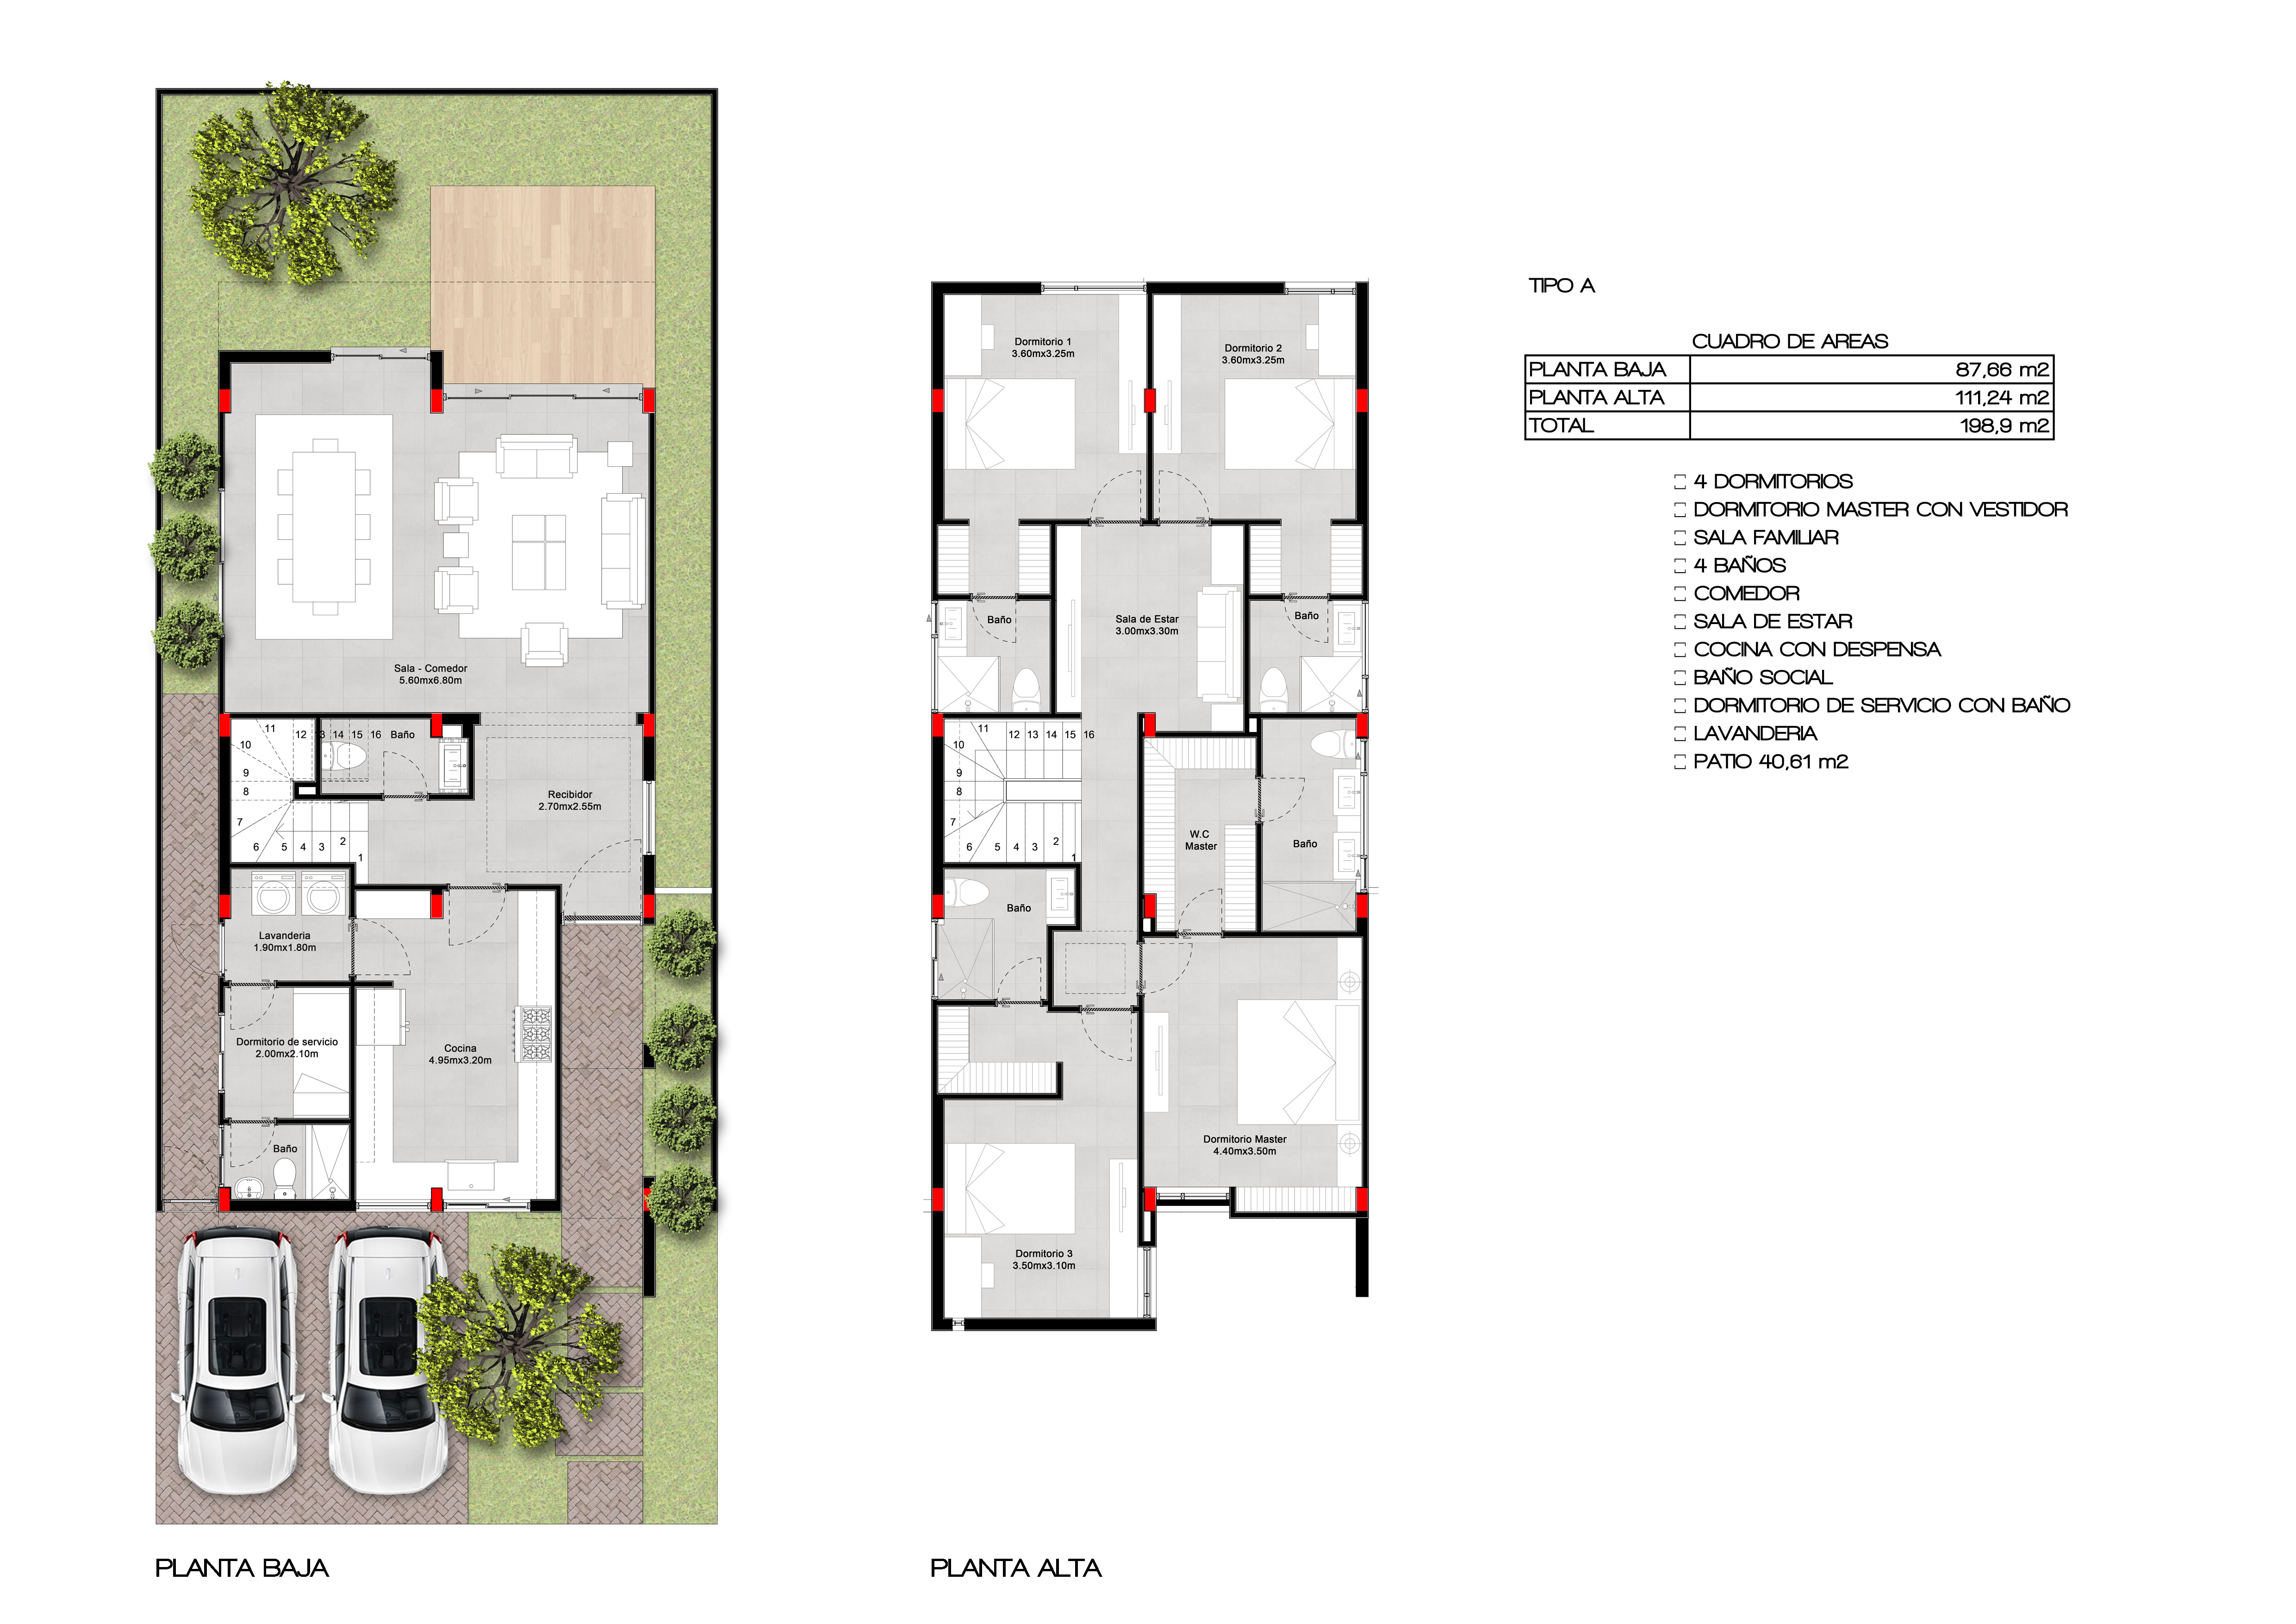 Dormitorio 1
3.60mx3.25m
Dormitorio 2
3.60mx3.25m
Sala de Estar
3.00mx3.30m
Baño
Baño
Sala - Comedor
5.60mx6.80m
11
10
12
13
14
15
16
9
8
7
6
5
4
3
2
1
Baño
Recibidor
2.70mx2.55m
Lavanderia
1.90mx1.80m
Dormitorio de servicio
2.00mx2.10m
Cocina
4.95mx3.20m
Baño
11
10
12
13
14
15
16
9
8
7
6
5
4
3
2
1
W.C
Master
Baño
Baño
Dormitorio Master
4.40mx3.50m
Dormitorio 3
3.50mx3.10m
PLANTA BAJA
PLANTA ALTA
TIPO A
CUADRO DE AREAS
PLANTA BAJA 87,66 m2
PLANTA ALTA 111,24 m2
TOTAL 198,9 m2
4 DORMITORIOS
DORMITORIO MASTER CON VESTIDOR
SALA FAMILIAR
4 BAÑOS
COMEDOR
SALA DE ESTAR
COCINA CON DESPENSA
BAÑO SOCIAL
DORMITORIO DE SERVICIO CON BAÑO
LAVANDERIA
PATIO 40,61 m2